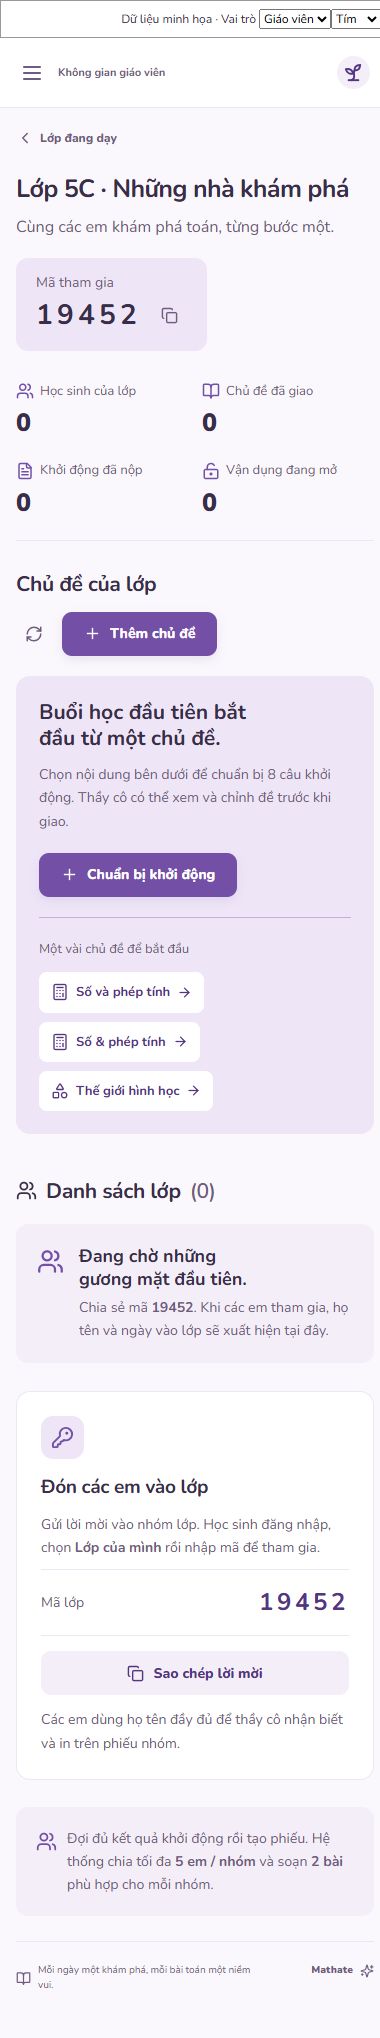 Dữ liệu minh họa · Vai trò Giáo viên Tím
Không gian giáo viên
Lớp đang dạy
Lớp 5C · Những nhà khám phá
Cùng các em khám phá toán, từng bước một.
Mã tham gia
19452
Học sinh của lớp
0
Chủ đề đã giao
0
Khởi động đã nộp
0
Vận dụng đang mở
0
Chủ đề của lớp
Thêm chủ đề
Buổi học đầu tiên bắt
đầu từ một chủ đề.
Chọn nội dung bên dưới để chuẩn bị 8 câu khởi
động. Thầy cô có thể xem và chỉnh đề trước khi
giao.
Chuẩn bị khởi động
Một vài chủ đề để bắt đầu
Số và phép tính
Số & phép tính
Thế giới hình học
Danh sách lớp (0)
Đang chờ những
gương mặt đầu tiên.
Chia sẻ mã 19452. Khi các em tham gia, họ
tên và ngày vào lớp sẽ xuất hiện tại đây.
Đón các em vào lớp
Gửi lời mời vào nhóm lớp. Học sinh đăng nhập,
chọn Lớp của mình rồi nhập mã để tham gia.
Mã lớp 19452
Sao chép lời mời
Các em dùng họ tên đầy đủ để thầy cô nhận biết
và in trên phiếu nhóm.
Đợi đủ kết quả khởi động rồi tạo phiếu. Hệ
thống chia tối đa 5 em / nhóm và soạn 2 bài
phù hợp cho mỗi nhóm.
Mỗi ngày một khám phá, mỗi bài toán một niềm
vui.
Mathate